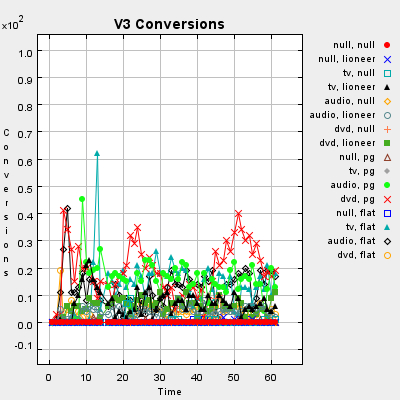 V3 Conversions
x10²
1.0
0.9
0.8
0.6
0.5
0.4
0.3
0.2
0.1
0.0
-0.1
Conversions
0
10
20
30
40
50
60
Time
null, null
null, lioneer
tv, null
tv, lioneer
audio, null
audio, lioneer
dvd, null
dvd, lioneer
null, pg
tv, pg
audio, pg
dvd, pg
null, flat
tv, flat
audio, flat
dvd, flat